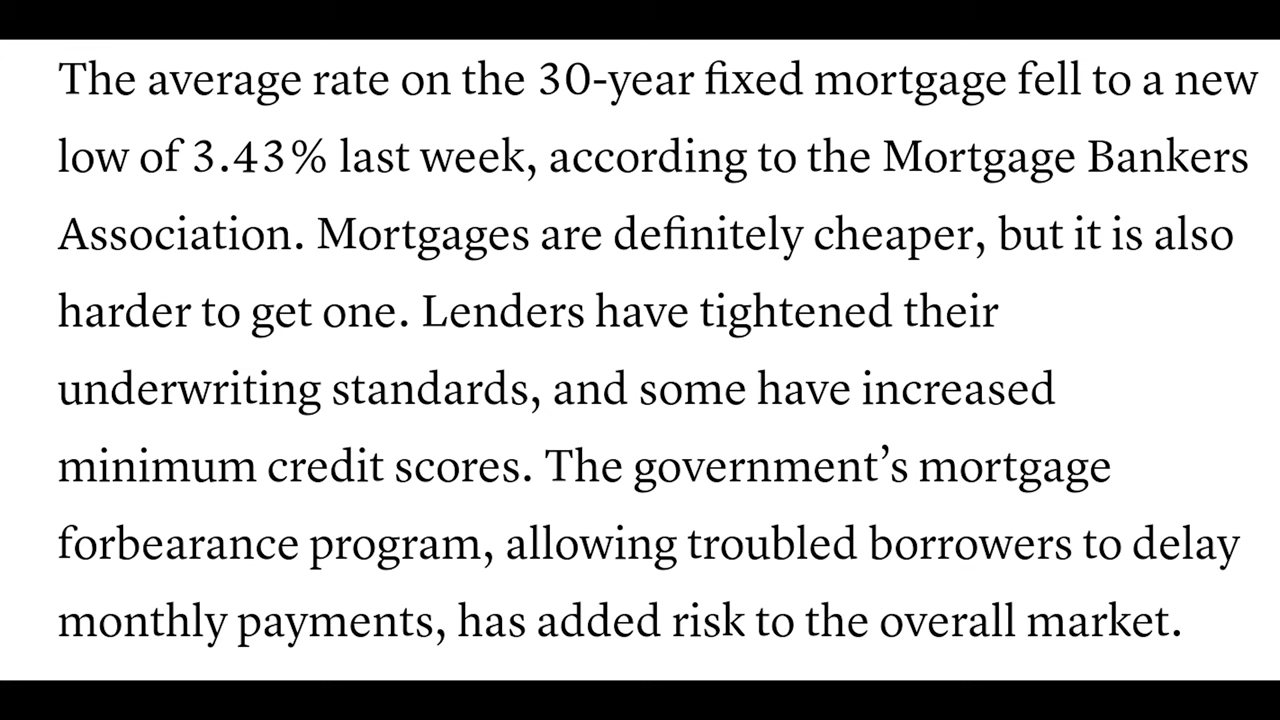 The average rate on the 30-year fixed mortgage fell to a new
low of 3.43% last week, according to the Mortgage Bankers
Association. Mortgages are definitely cheaper, but it is also
harder to get one. Lenders have tightened their
underwriting standards, and some have increased
minimum credit scores. The government’s mortgage
forbearance program, allowing troubled borrowers to delay
monthly payments, has added risk to the overall market.